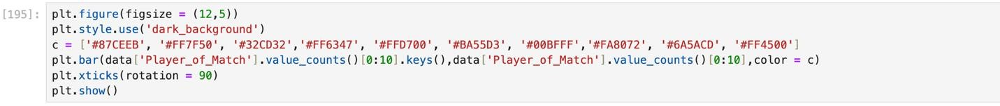 [195]: plt.figure(figsize = (12,5))
plt.style.use('dark_background')
c = ['#87CEEB', '#FF7F50', '#32CD32','#FF6347', '#FFD700', '#BA55D3', '#00BFFF','#FA8072', '#6A5ACD', '#FF4500']
plt.bar(data['Player_of_Match'].value_counts()[0:10].keys(),data['Player_of_Match'].value_counts()[0:10],color = c)
plt.xticks(rotation = 90)
plt.show()